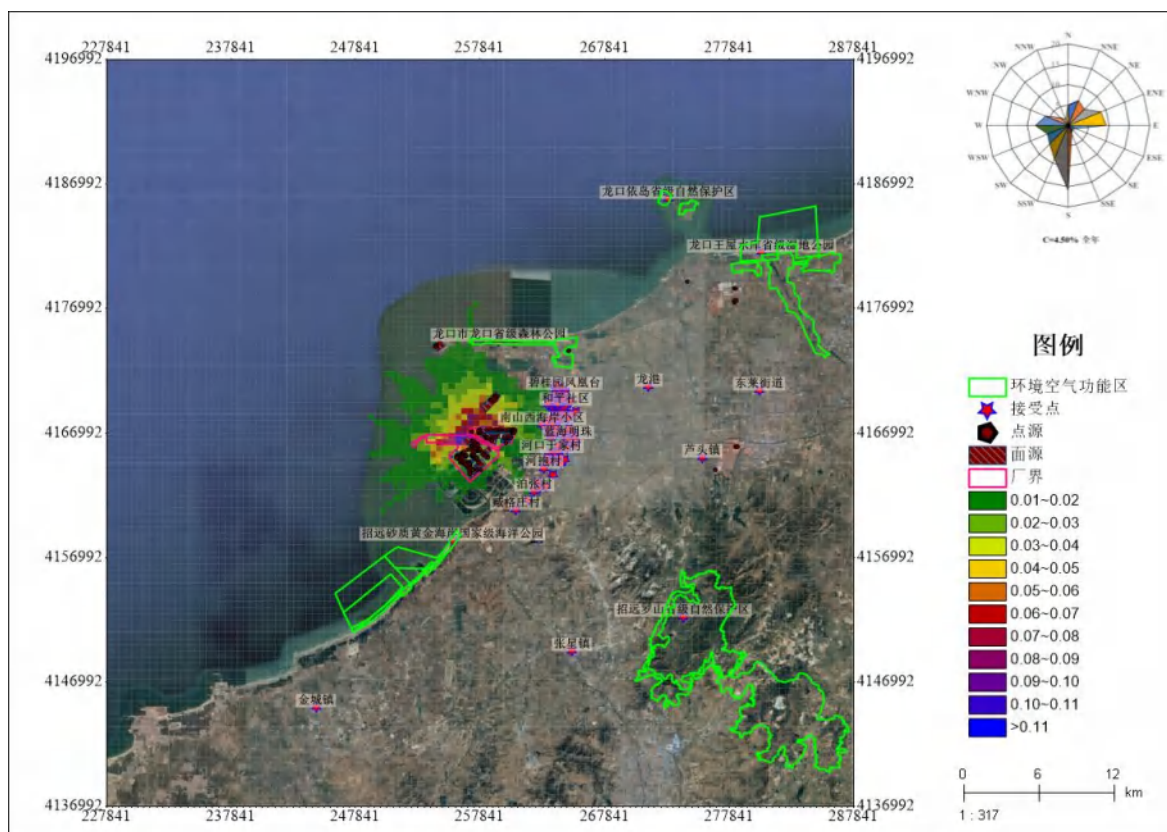 227841 237841 247841 257841 267841 277841 287841
4196992 4196992
4186992 4186992
4176992 4176992
4166992 4166992
4156992 4156992
4146992 4146992
4136992 4136992
227841 237841 247841 257841 267841 277841 287841
龙口依岛省级自然保护区
龙口王屋水库省级湿地公园
龙口市龙口省级森林公园
碧桂园凤凰台
龙港
东莱街道
和平社区
南山西海岸小区
蓝海明珠
河口于家村
芦头镇
河抱村
泊张村
臧格庄村
招远砂质黄金海岸国家级海洋公园
招远罗山省级自然保护区
张星镇
金城镇
N
NNW NNE
NW NE
WNW ENE
W E
WSW ESE
SW SE
SSW SSE
S
20
15
10
C=4.50% 全年
图例
环境空气功能区
接受点
点源
面源
厂界
0.01~0.02
0.02~0.03
0.03~0.04
0.04~0.05
0.05~0.06
0.06~0.07
0.07~0.08
0.08~0.09
0.09~0.10
0.10~0.11
>0.11
0 6 12
km
1 : 317